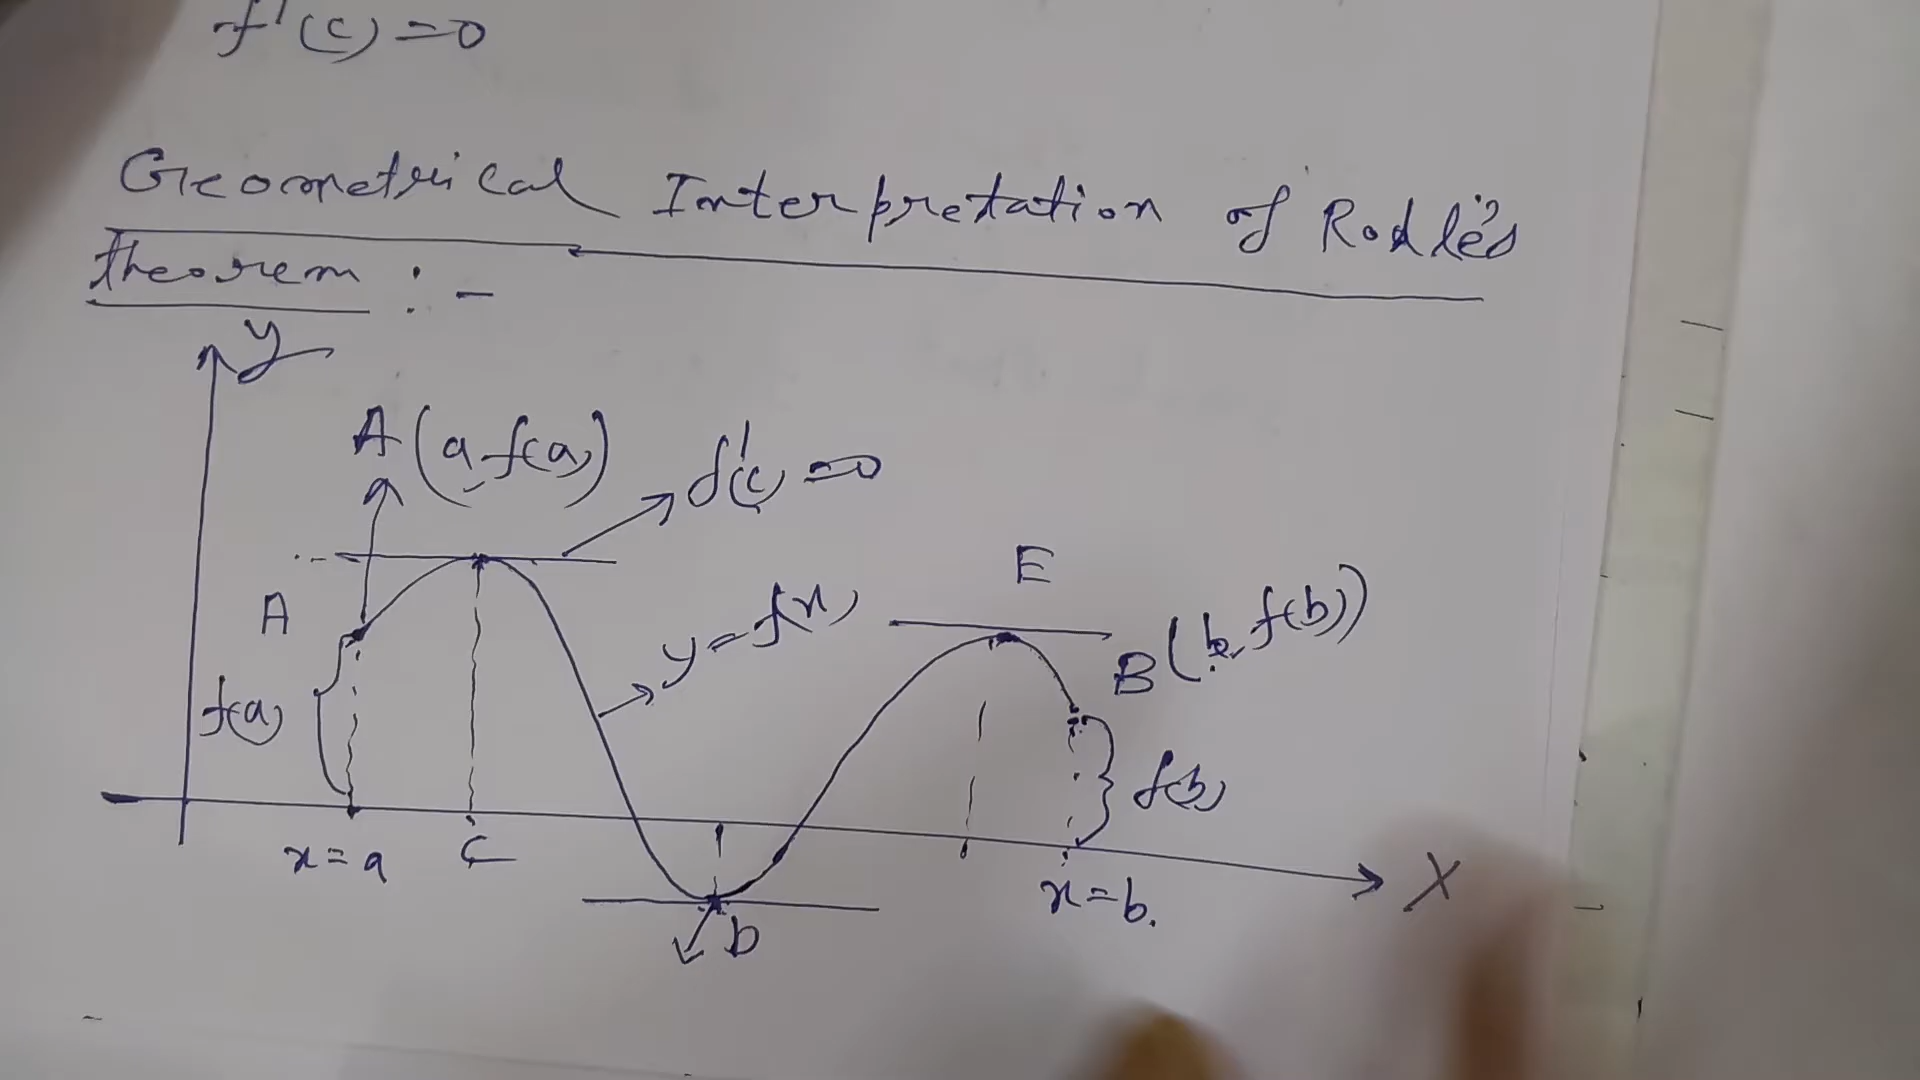 f'(c)=0
Geometrical Interpretation of Rolle's
theorem :-
y
A (a, f(a))
f'(c) =0
E
A
y=f(x)
B (b, f(b))
f(a)
f(b)
x=a
c
x=b.
X
D